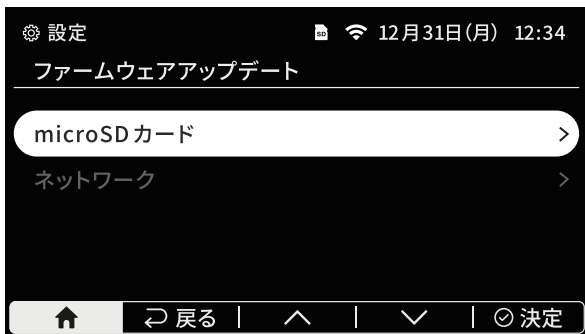 設定 SD 12月31日(月) 12:34
ファームウェアアップデート
microSDカード
ネットワーク
戻る 決定